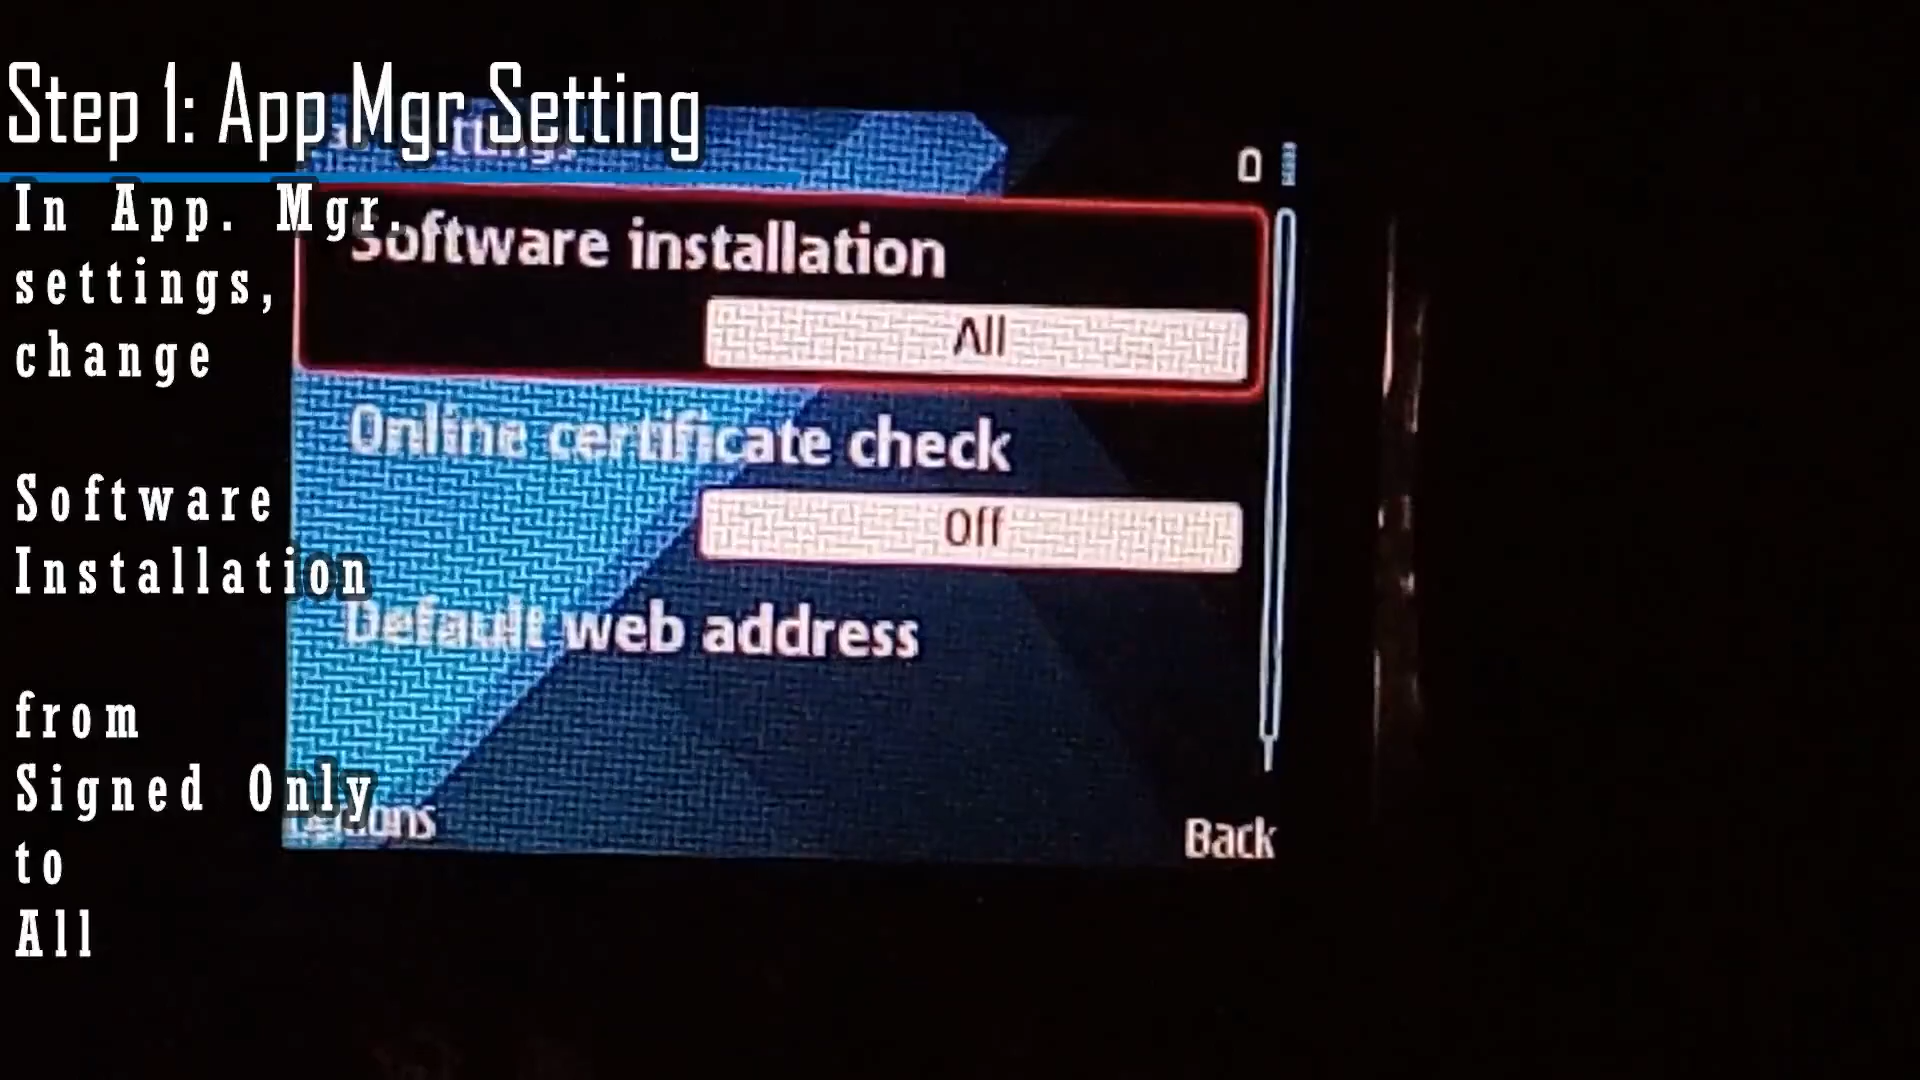 Step 1: App Mgr Setting
In App. Mgr.
settings,
change
Software
Installation
from
Signed Only
to
All
Software installation
All
Online certificate check
Off
Default web address
Options
Back